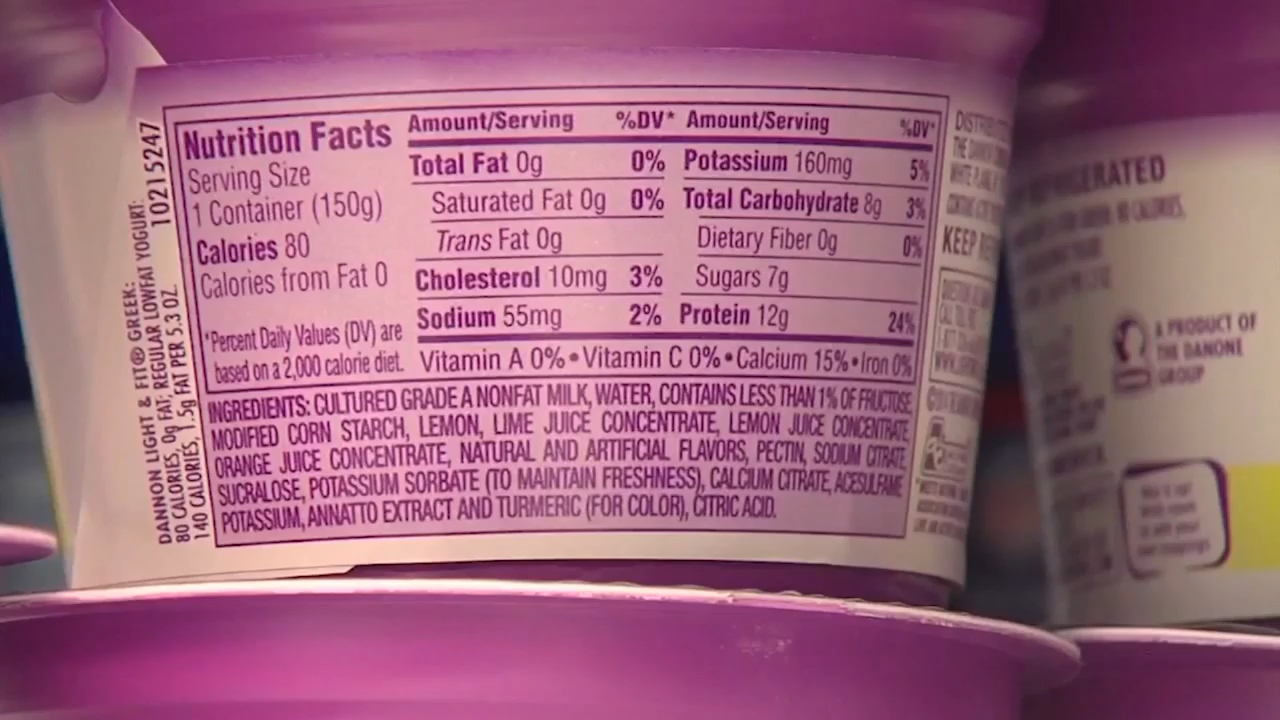 DANNON LIGHT & FIT® GREEK:
80 CALORIES, 0g FAT; REGULAR LOWFAT YOGURT:
140 CALORIES, 1.5g FAT PER 5.3 OZ.
10215247
Nutrition Facts
Serving Size
1 Container (150g)
Calories 80
Calories from Fat 0
*Percent Daily Values (DV) are
based on a 2,000 calorie diet.
Amount/Serving %DV* Amount/Serving %DV*
Total Fat 0g 0% Potassium 160mg 5%
Saturated Fat 0g 0% Total Carbohydrate 8g 3%
Trans Fat 0g Dietary Fiber 0g 0%
Cholesterol 10mg 3% Sugars 7g
Sodium 55mg 2% Protein 12g 24%
Vitamin A 0% • Vitamin C 0% • Calcium 15% • Iron 0%
INGREDIENTS: CULTURED GRADE A NONFAT MILK, WATER, CONTAINS LESS THAN 1% OF FRUCTOSE,
MODIFIED CORN STARCH, LEMON, LIME JUICE CONCENTRATE, LEMON JUICE CONCENTRATE,
ORANGE JUICE CONCENTRATE, NATURAL AND ARTIFICIAL FLAVORS, PECTIN, SODIUM CITRATE,
SUCRALOSE, POTASSIUM SORBATE (TO MAINTAIN FRESHNESS), CALCIUM CITRATE, ACESULFAME
POTASSIUM, ANNATTO EXTRACT AND TURMERIC (FOR COLOR), CITRIC ACID.
KEEP
A PRODUCT OF
THE DANONE
GROUP